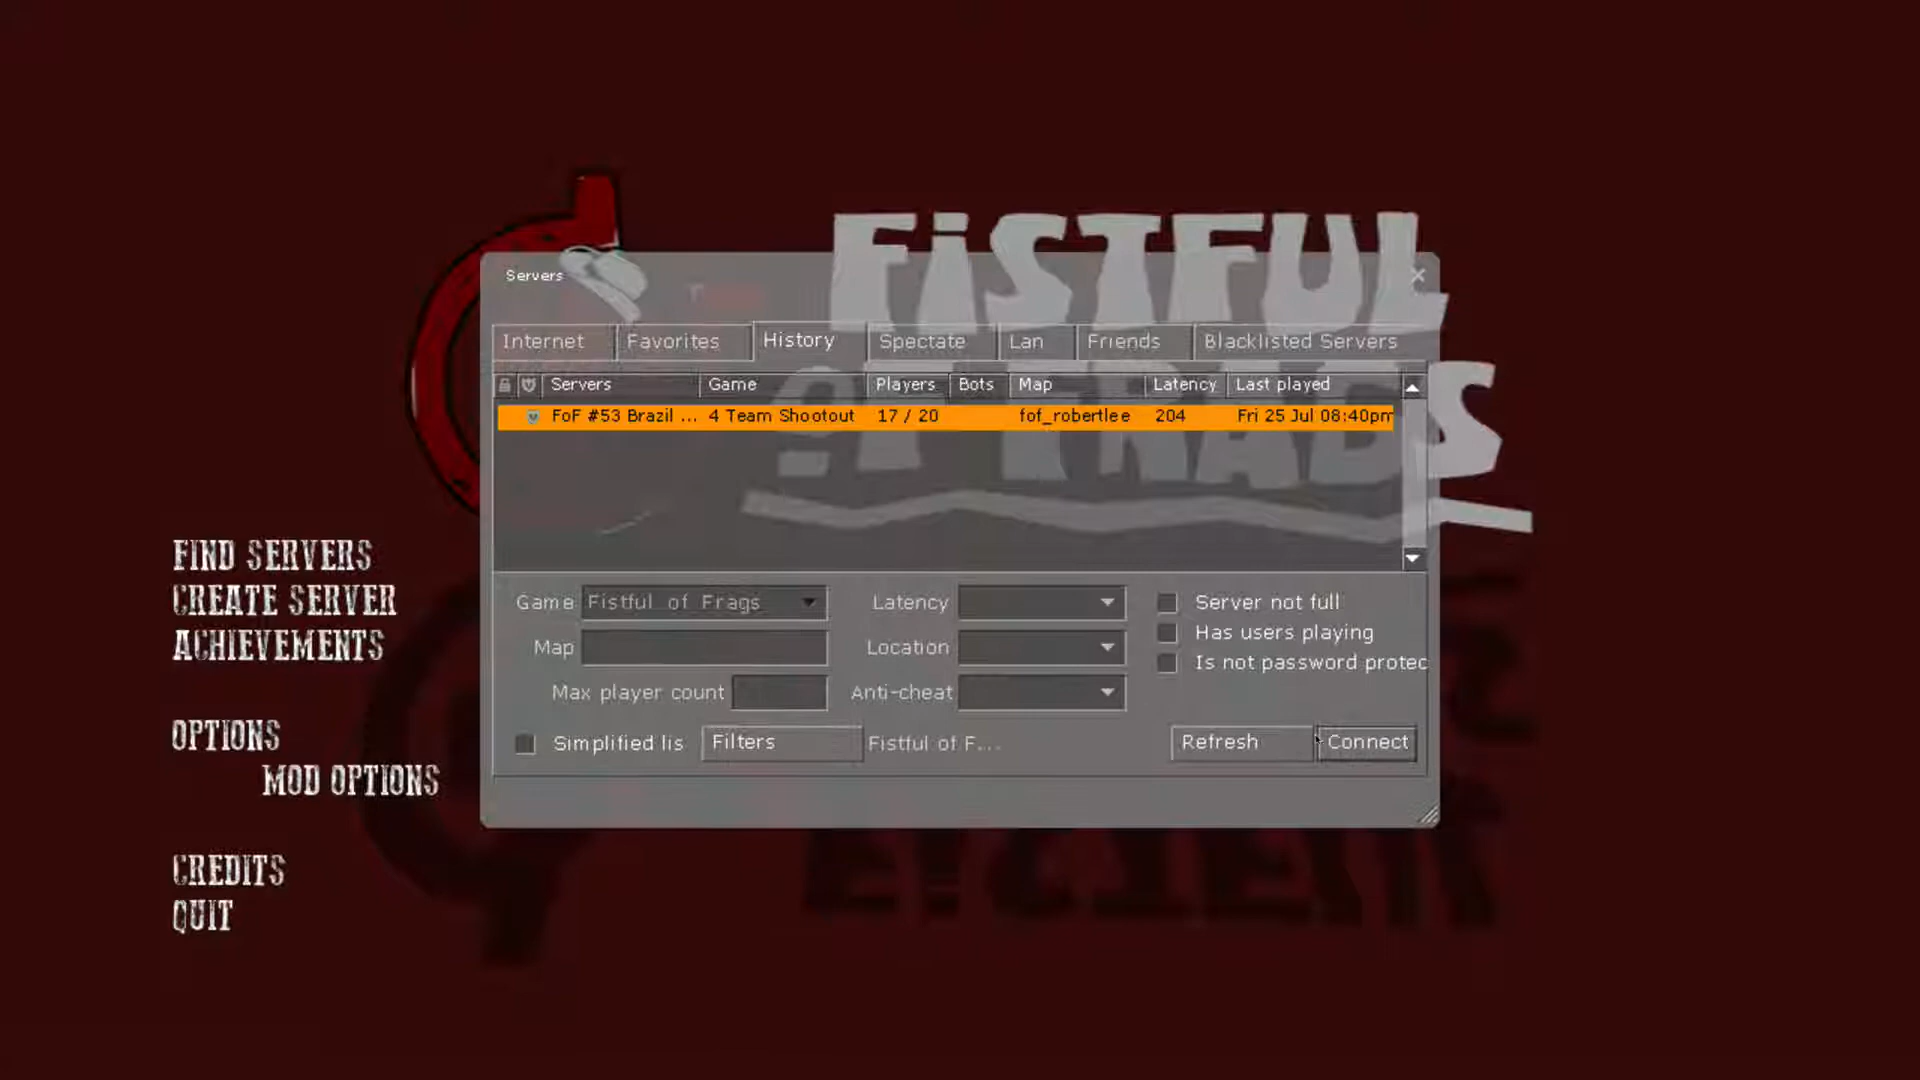 FiSTFUL
oF FRAGS
Servers
Internet Favorites History Spectate Lan Friends Blacklisted Servers
Servers Game Players Bots Map Latency Last played
FoF #53 Brazil ... 4 Team Shootout 17 / 20 fof_robertlee 204 Fri 25 Jul 08:40pm
Game Fistful of Frags Latency Server not full
Has users playing
Map Location
Is not password protec
Max player count Anti-cheat
Simplified lis Filters Fistful of F... Refresh Connect
FIND SERVERS
CREATE SERVER
ACHIEVEMENTS
OPTIONS
MOD OPTIONS
CREDITS
QUIT